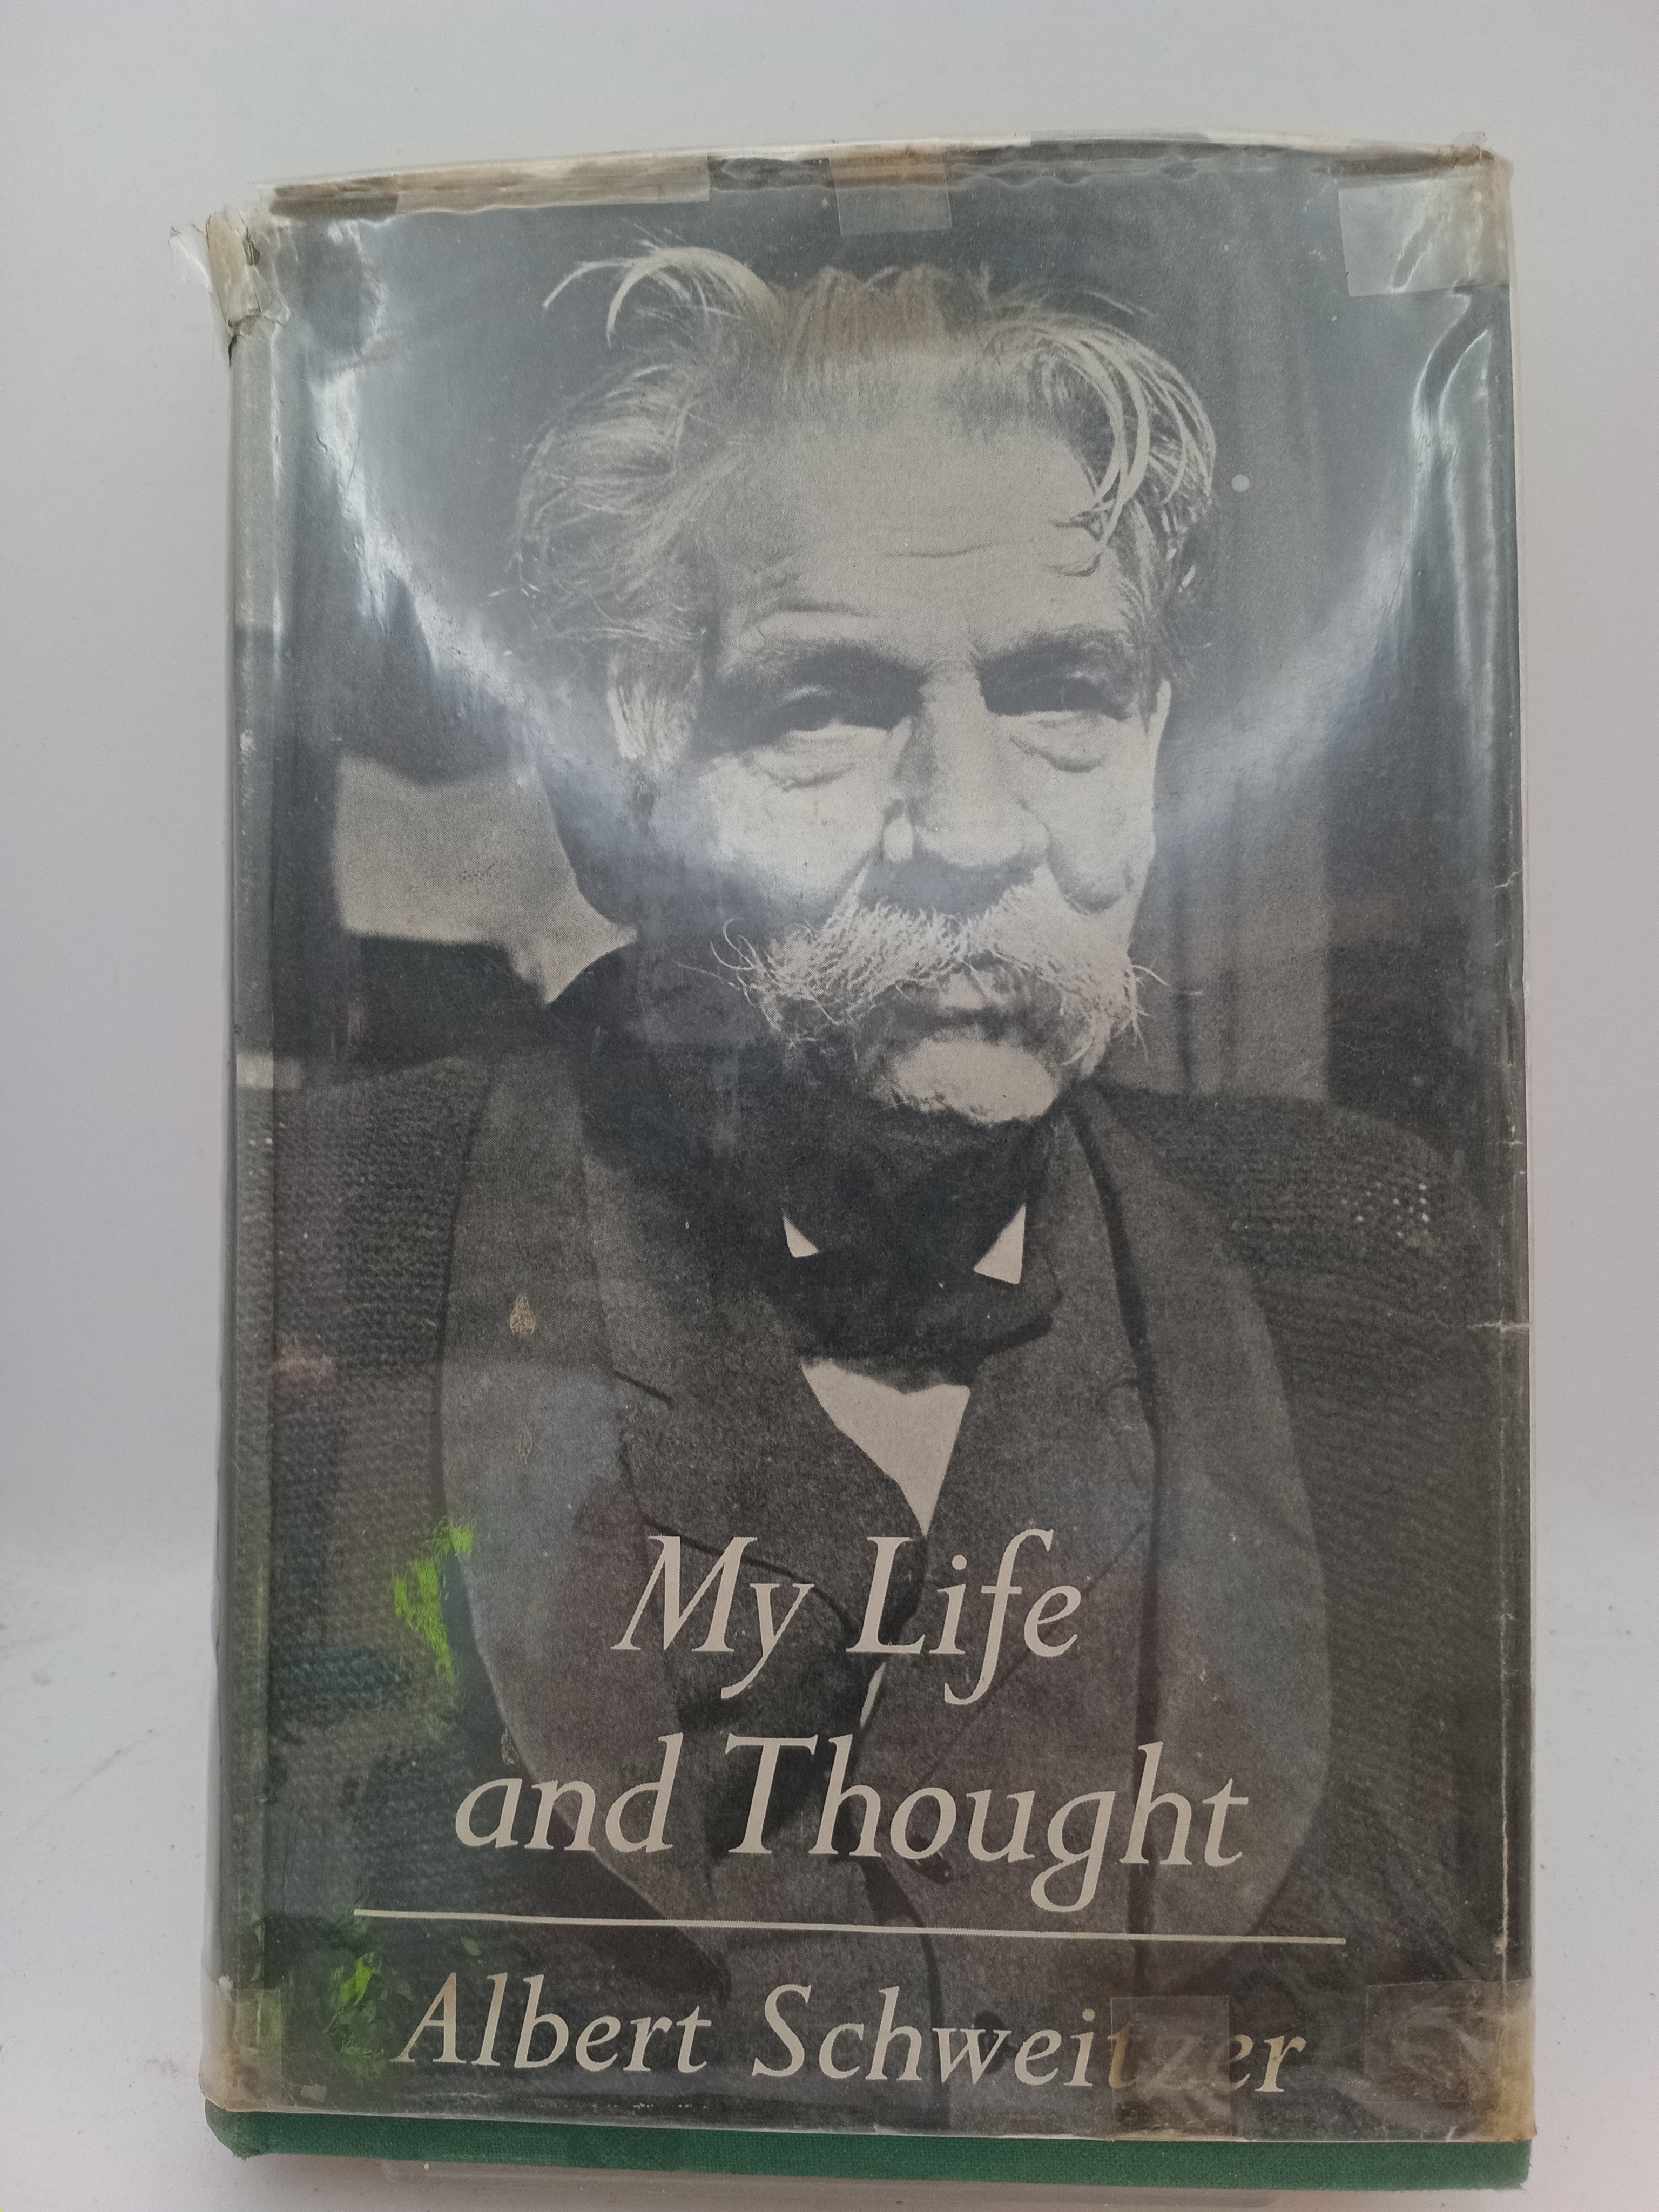 My Life
and Thought
Albert Schweitzer